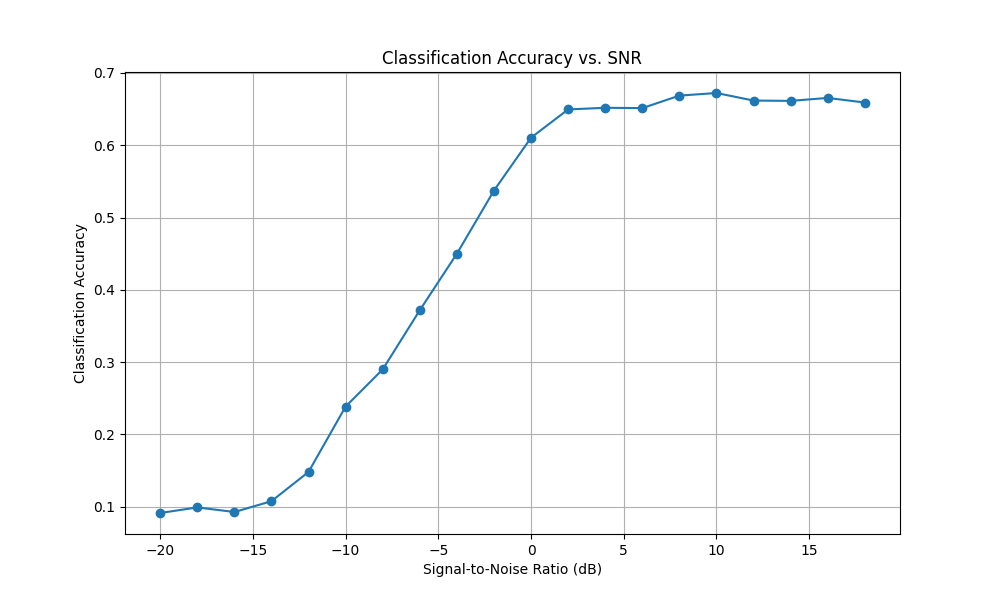 Classification Accuracy vs. SNR
0.7
0.6
0.5
0.4
0.3
0.2
0.1
Classification Accuracy
−20 −15 −10 −5 0 5 10 15
Signal-to-Noise Ratio (dB)